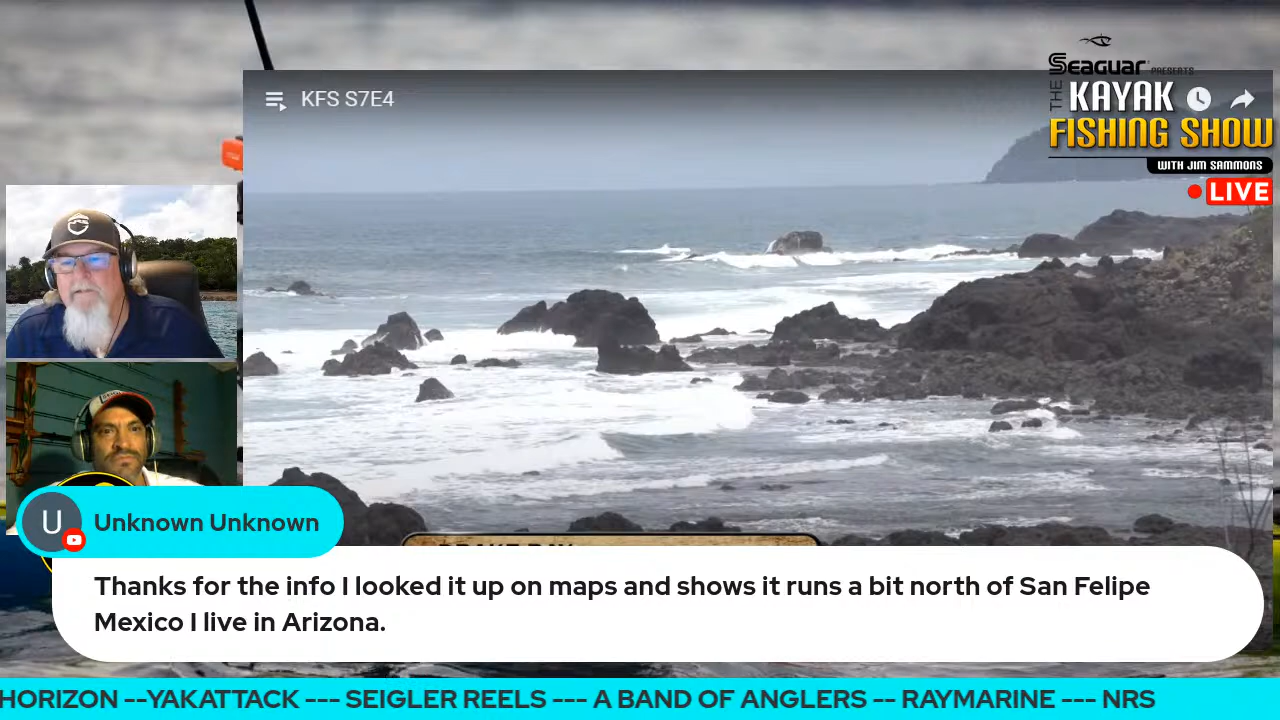 KFS S7E4
Seaguar PRESENTS
THE KAYAK
FISHING SHOW
WITH JIM SAMMONS
LIVE
U Unknown Unknown
Thanks for the info I looked it up on maps and shows it runs a bit north of San Felipe
Mexico I live in Arizona.
HORIZON --YAKATTACK --- SEIGLER REELS --- A BAND OF ANGLERS -- RAYMARINE --- NRS